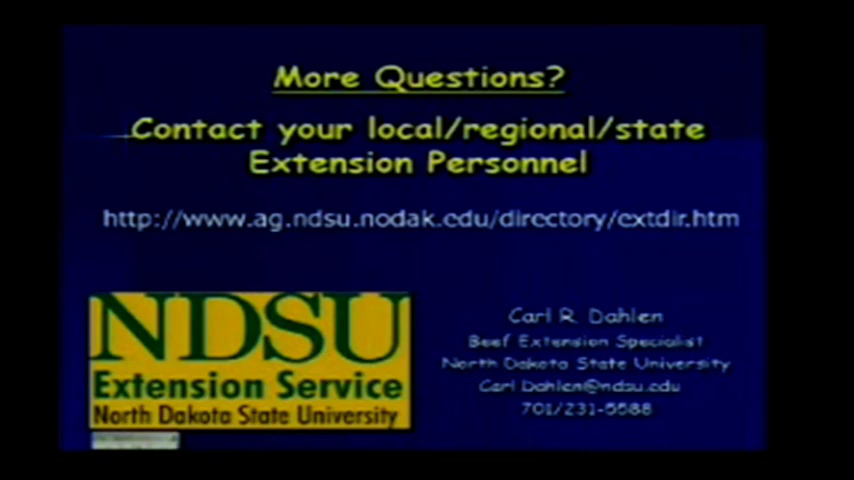 More Questions?
Contact your local/regional/state
Extension Personnel
http://www.ag.ndsu.nodak.edu/directory/extdir.htm
NDSU
Extension Service
North Dakota State University
Carl R. Dahlen
Beef Extension Specialist
North Dakota State University
Carl.Dahlen@ndsu.edu
701/231-5588